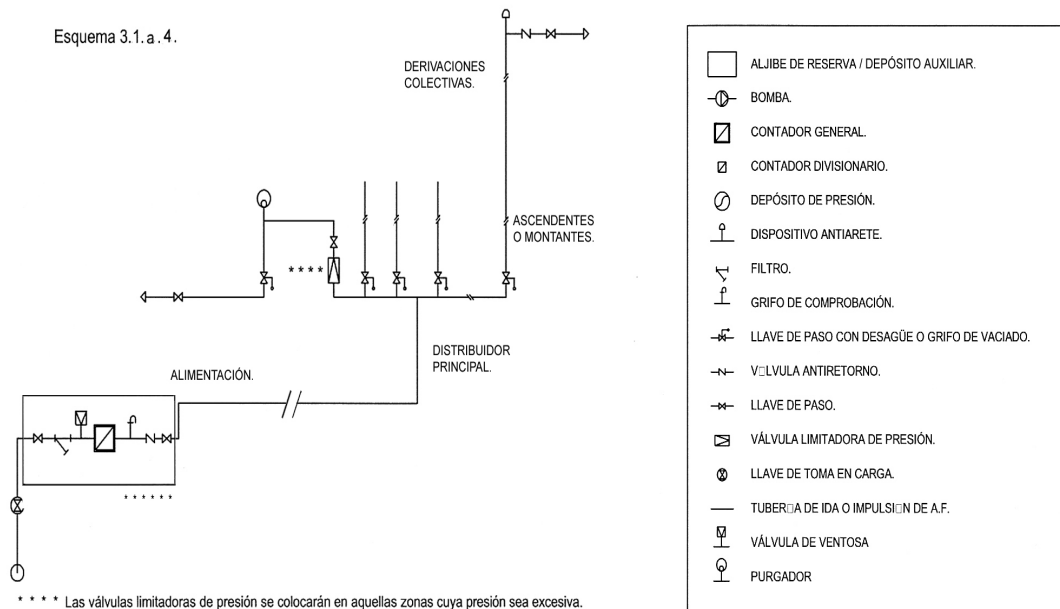 Esquema 3.1.a.4.
DERIVACIONES
COLECTIVAS.
ASCENDENTES
O MONTANTES.
* * * *
DISTRIBUIDOR
PRINCIPAL.
ALIMENTACIÓN.
* * * * * *
* * * * Las válvulas limitadoras de presión se colocarán en aquellas zonas cuya presión sea excesiva.
ALJIBE DE RESERVA / DEPÓSITO AUXILIAR.
BOMBA.
CONTADOR GENERAL.
CONTADOR DIVISIONARIO.
DEPÓSITO DE PRESIÓN.
DISPOSITIVO ANTIARETE.
FILTRO.
GRIFO DE COMPROBACIÓN.
LLAVE DE PASO CON DESAGÜE O GRIFO DE VACIADO.
V□LVULA ANTIRETORNO.
LLAVE DE PASO.
VÁLVULA LIMITADORA DE PRESIÓN.
LLAVE DE TOMA EN CARGA.
TUBER□A DE IDA O IMPULSI□N DE A.F.
VÁLVULA DE VENTOSA
PURGADOR